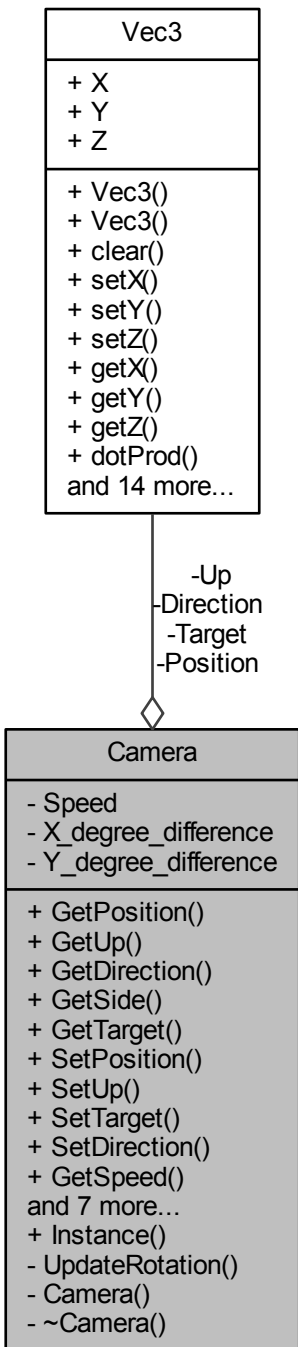 Vec3
+ X
+ Y
+ Z
+ Vec3()
+ Vec3()
+ clear()
+ setX()
+ setY()
+ setZ()
+ getX()
+ getY()
+ getZ()
+ dotProd()
and 14 more...
-Up
-Direction
-Target
-Position
Camera
- Speed
- X_degree_difference
- Y_degree_difference
+ GetPosition()
+ GetUp()
+ GetDirection()
+ GetSide()
+ GetTarget()
+ SetPosition()
+ SetUp()
+ SetTarget()
+ SetDirection()
+ GetSpeed()
and 7 more...
+ Instance()
- UpdateRotation()
- Camera()
- ~Camera()